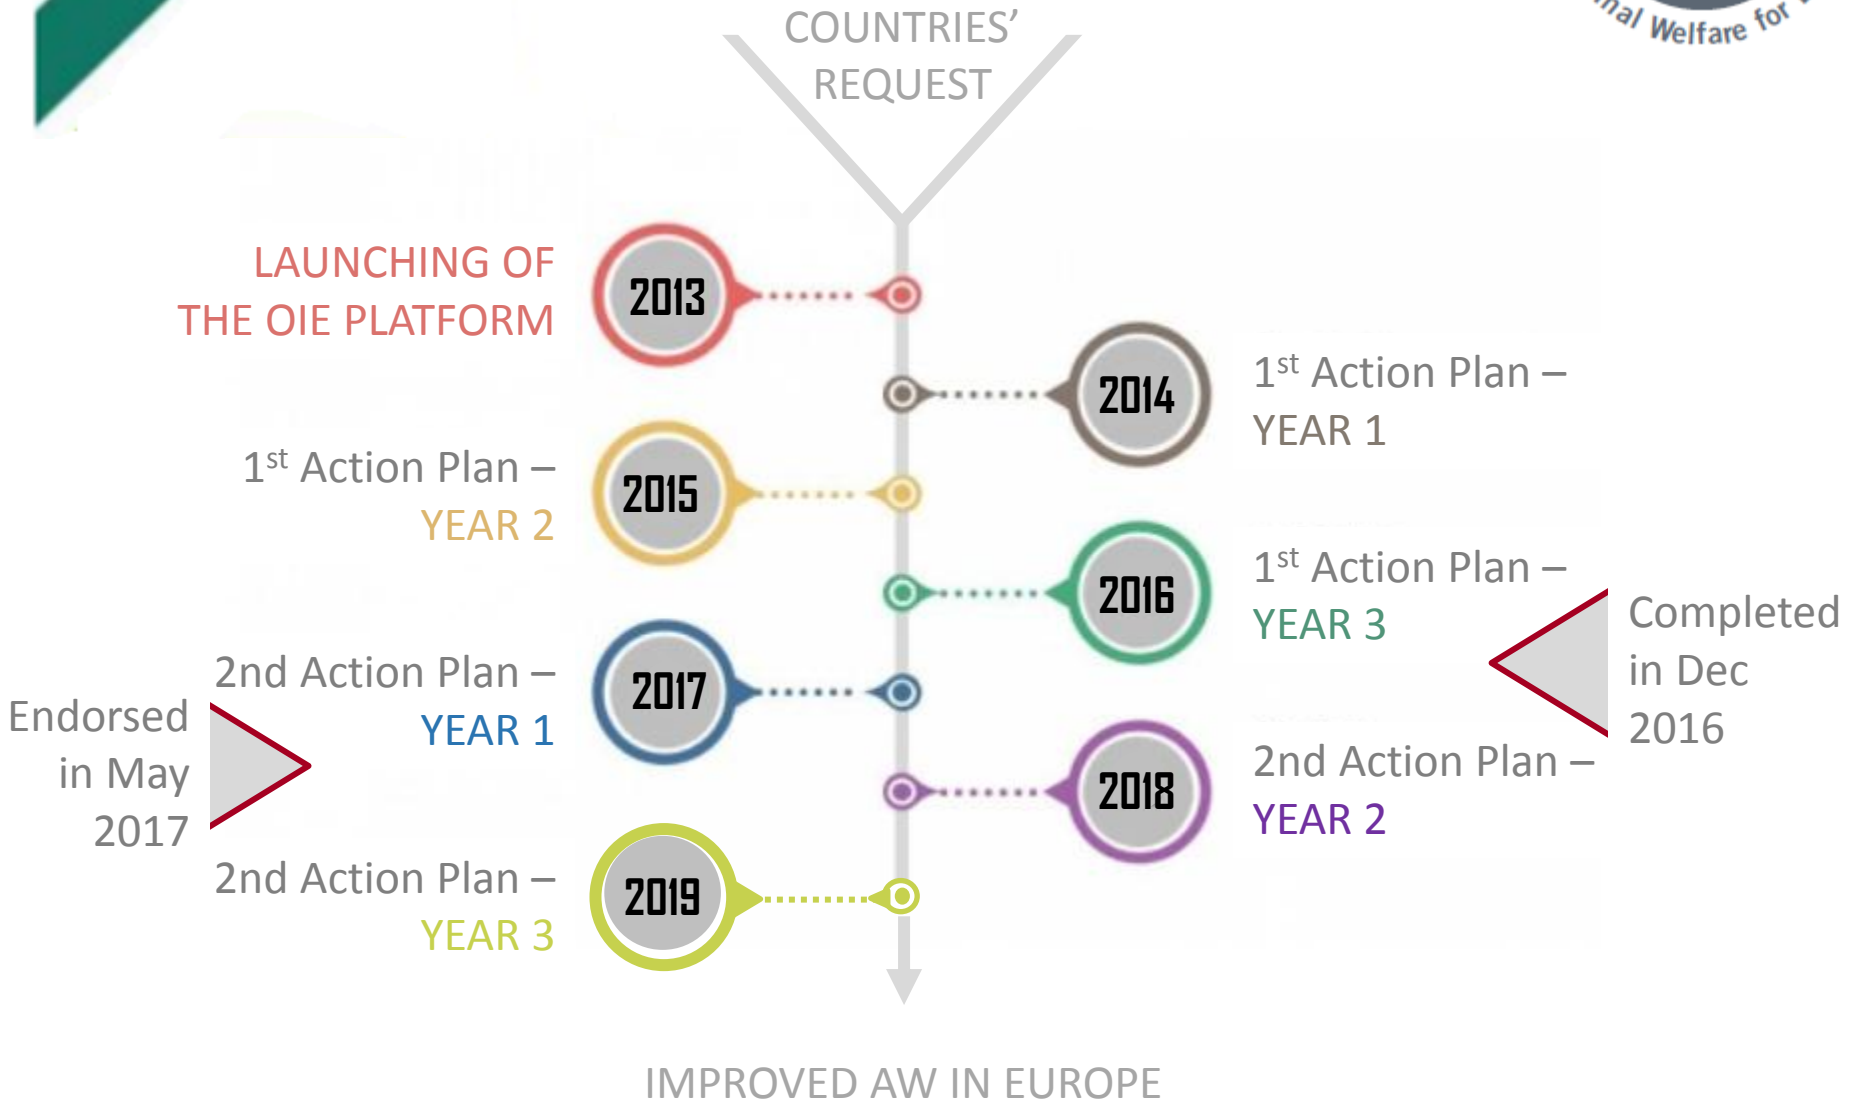 COUNTRIES’
REQUEST
Welfare for
LAUNCHING OF
THE OIE PLATFORM
2013
2014
1st Action Plan –
YEAR 1
1st Action Plan –
YEAR 2
2015
2016
1st Action Plan –
YEAR 3
Completed
in Dec
2016
Endorsed
in May
2017
2nd Action Plan –
YEAR 1
2017
2018
2nd Action Plan –
YEAR 2
2nd Action Plan –
YEAR 3
2019
IMPROVED AW IN EUROPE